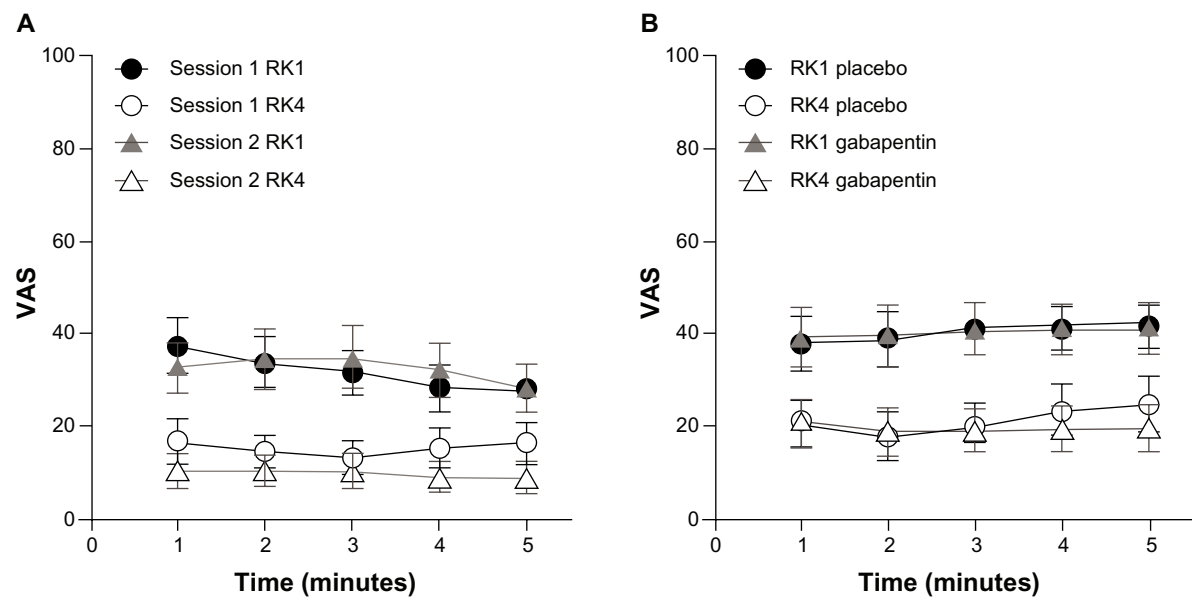 A
100
80
60
40
20
0
VAS
Session 1 RK1
Session 1 RK4
Session 2 RK1
Session 2 RK4
0 1 2 3 4 5
Time (minutes)
B
100
80
60
40
20
0
VAS
RK1 placebo
RK4 placebo
RK1 gabapentin
RK4 gabapentin
0 1 2 3 4 5
Time (minutes)